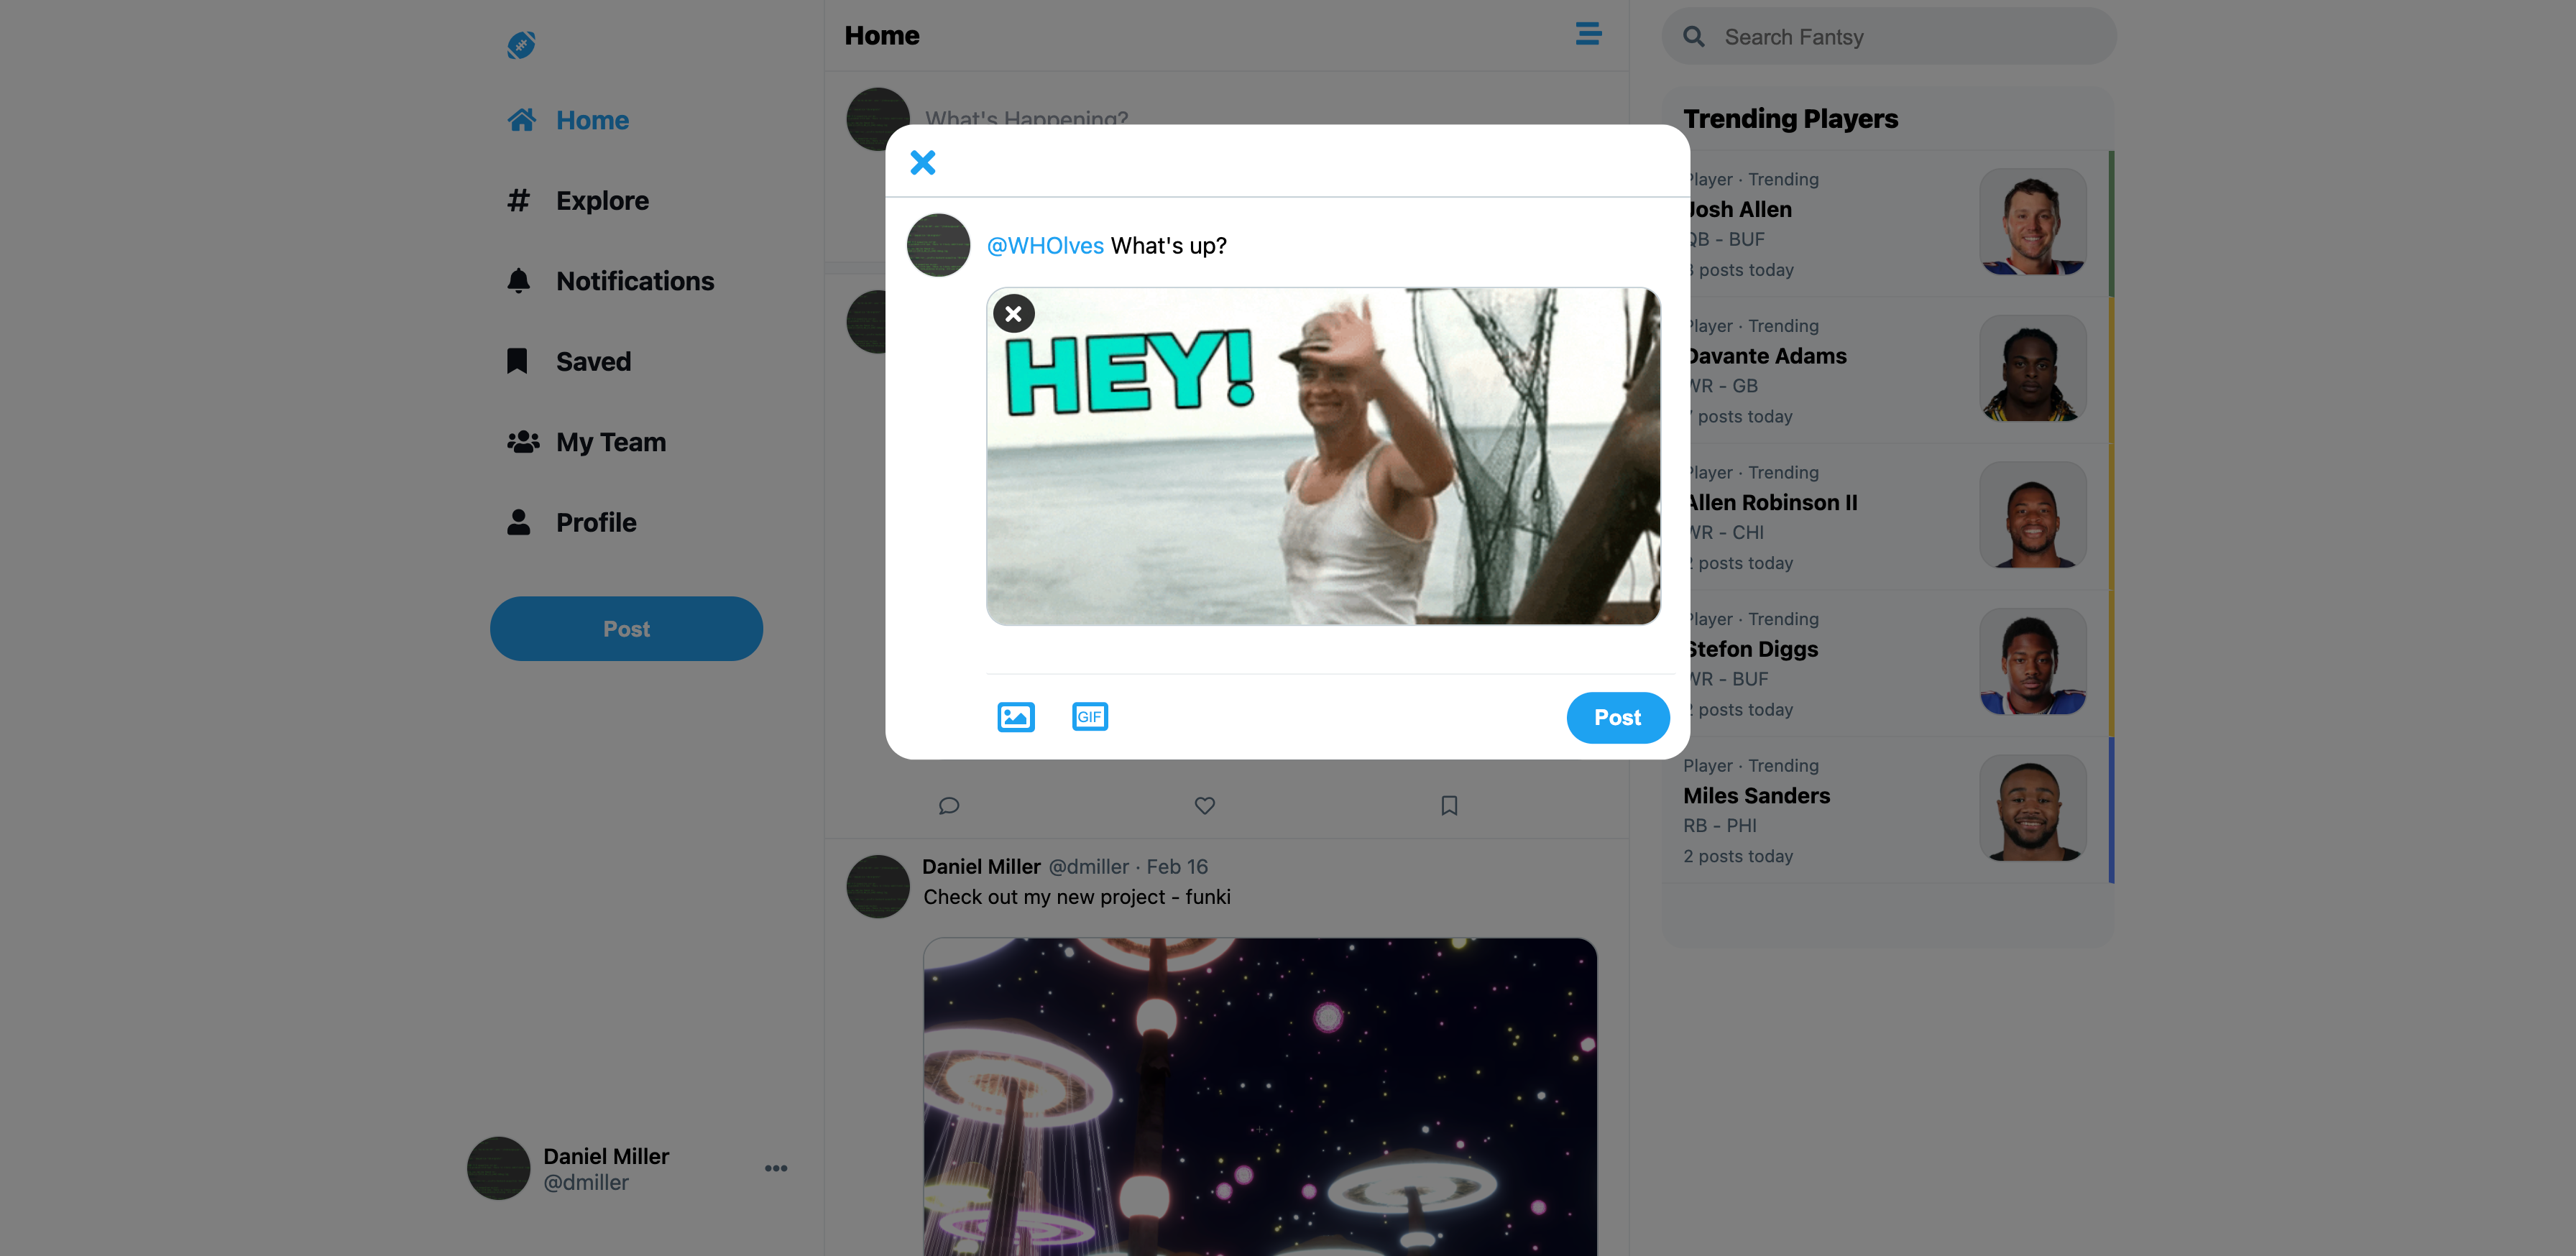 Home
Explore
Notifications
Saved
My Team
Profile
Post
Daniel Miller
@dmiller
Home
What's Happening?
@WHOlves What's up?
HEY!
GIF
Post
Daniel Miller @dmiller · Feb 16
Check out my new project - funki
Search Fantsy
Trending Players
Player · Trending
Josh Allen
QB - BUF
posts today
Player · Trending
Davante Adams
WR - GB
posts today
Player · Trending
Allen Robinson II
WR - CHI
2 posts today
Player · Trending
Stefon Diggs
WR - BUF
2 posts today
Player · Trending
Miles Sanders
RB - PHI
2 posts today